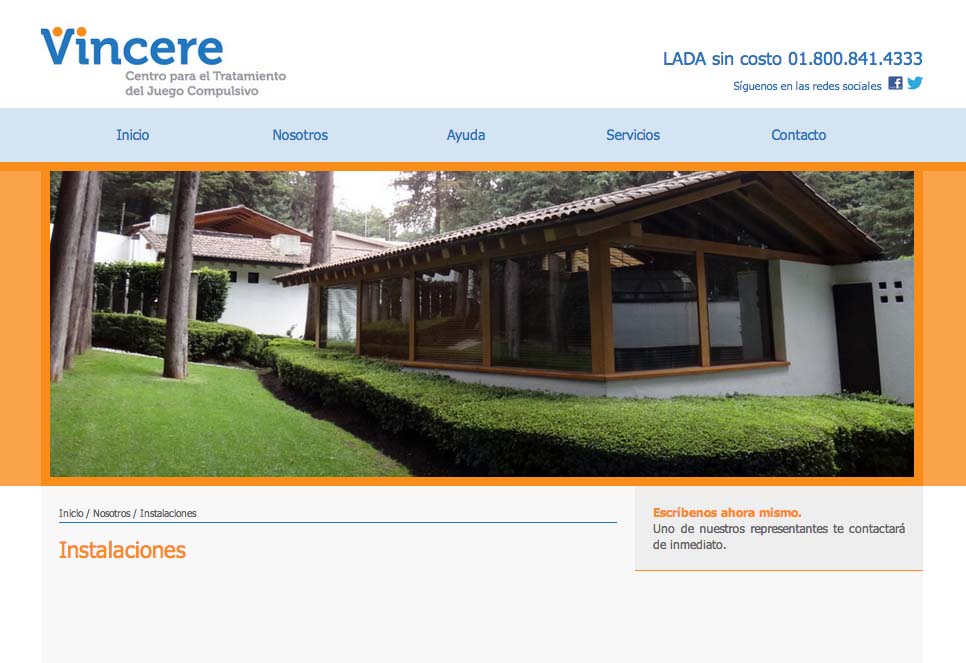 Vincere
Centro para el Tratamiento
del Juego Compulsivo
LADA sin costo 01.800.841.4333
Síguenos en las redes sociales
Inicio
Nosotros
Ayuda
Servicios
Contacto
Inicio / Nosotros / Instalaciones
Instalaciones
Escríbenos ahora mismo.
Uno de nuestros representantes te contactará
de inmediato.